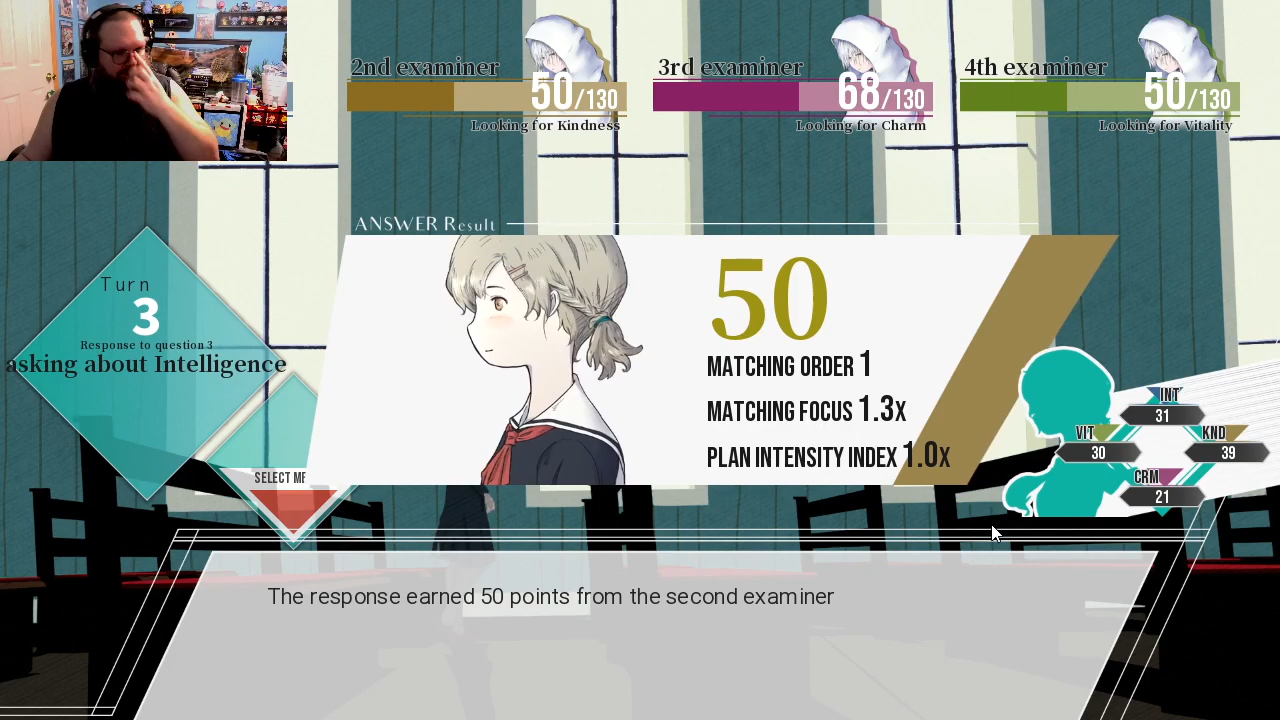 2nd examiner
50/130
Looking for Kindness
3rd examiner
68/130
Looking for Charm
4th examiner
50/130
Looking for Vitality
ANSWER Result
Turn
3
Response to question 3
asking about Intelligence
50
MATCHING ORDER 1
MATCHING FOCUS 1.3X
PLAN INTENSITY INDEX 1.0X
INT
31
VIT
30
KND
39
CRM
21
SELECT MF
The response earned 50 points from the second examiner